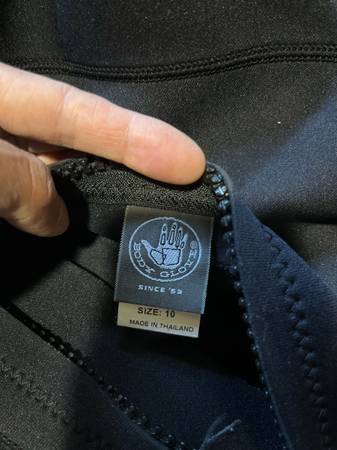 BODY GLOVE®
SINCE '53
SIZE: 10
MADE IN THAILAND